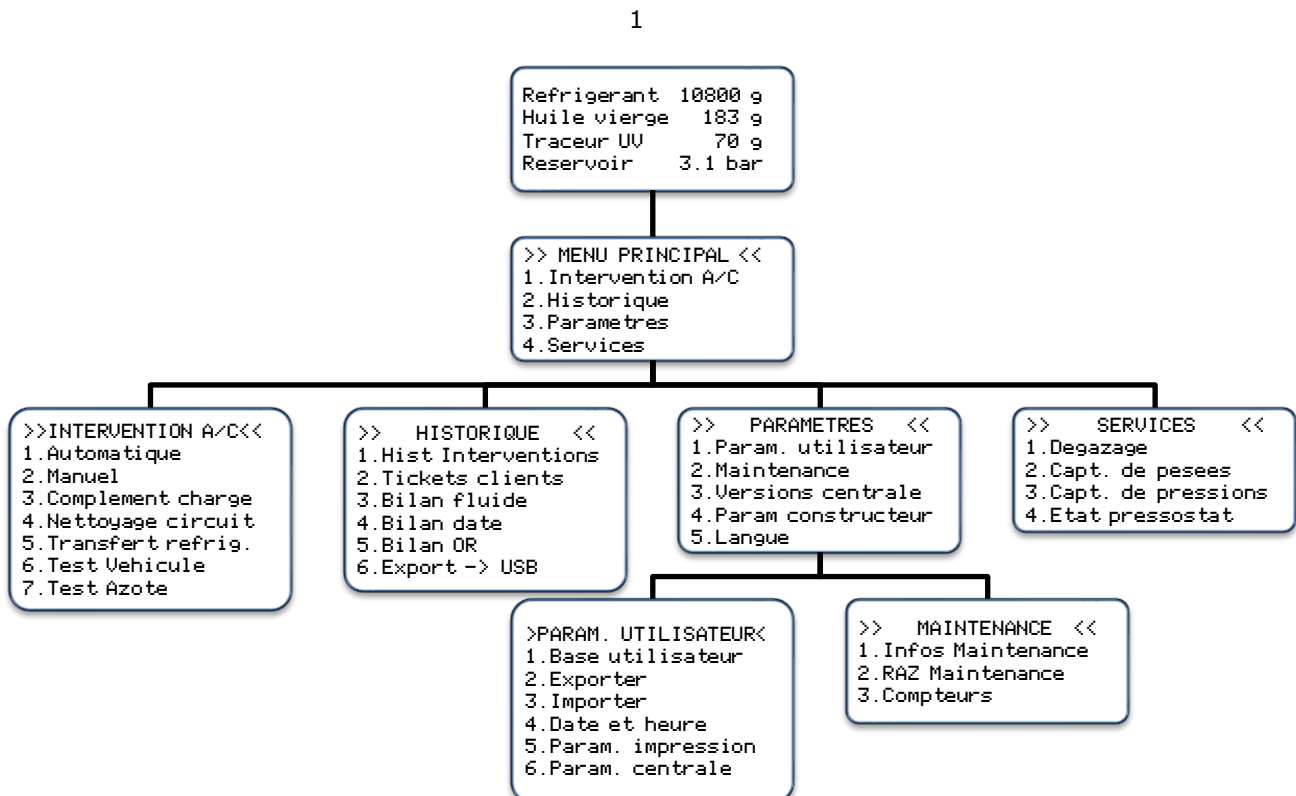 1
Refrigerant 10800 g
Huile vierge 183 g
Traceur UV 70 g
Reservoir 3.1 bar
>> MENU PRINCIPAL <<
1.Intervention A/C
2.Historique
3.Parametres
4.Services
>>INTERVENTION A/C<<
1.Automatique
2.Manuel
3.Complement charge
4.Nettoyage circuit
5.Transfert refrig.
6.Test Vehicule
7.Test Azote
>> HISTORIQUE <<
1.Hist Interventions
2.Tickets clients
3.Bilan fluide
4.Bilan date
5.Bilan OR
6.Export -> USB
>> PARAMETRES <<
1.Param. utilisateur
2.Maintenance
3.Versions centrale
4.Param constructeur
5.Langue
>> SERVICES <<
1.Degazage
2.Capt. de pesees
3.Capt. de pressions
4.Etat pressostat
>PARAM. UTILISATEUR<
1.Base utilisateur
2.Exporter
3.Importer
4.Date et heure
5.Param. impression
6.Param. centrale
>> MAINTENANCE <<
1.Infos Maintenance
2.RAZ Maintenance
3.Compteurs